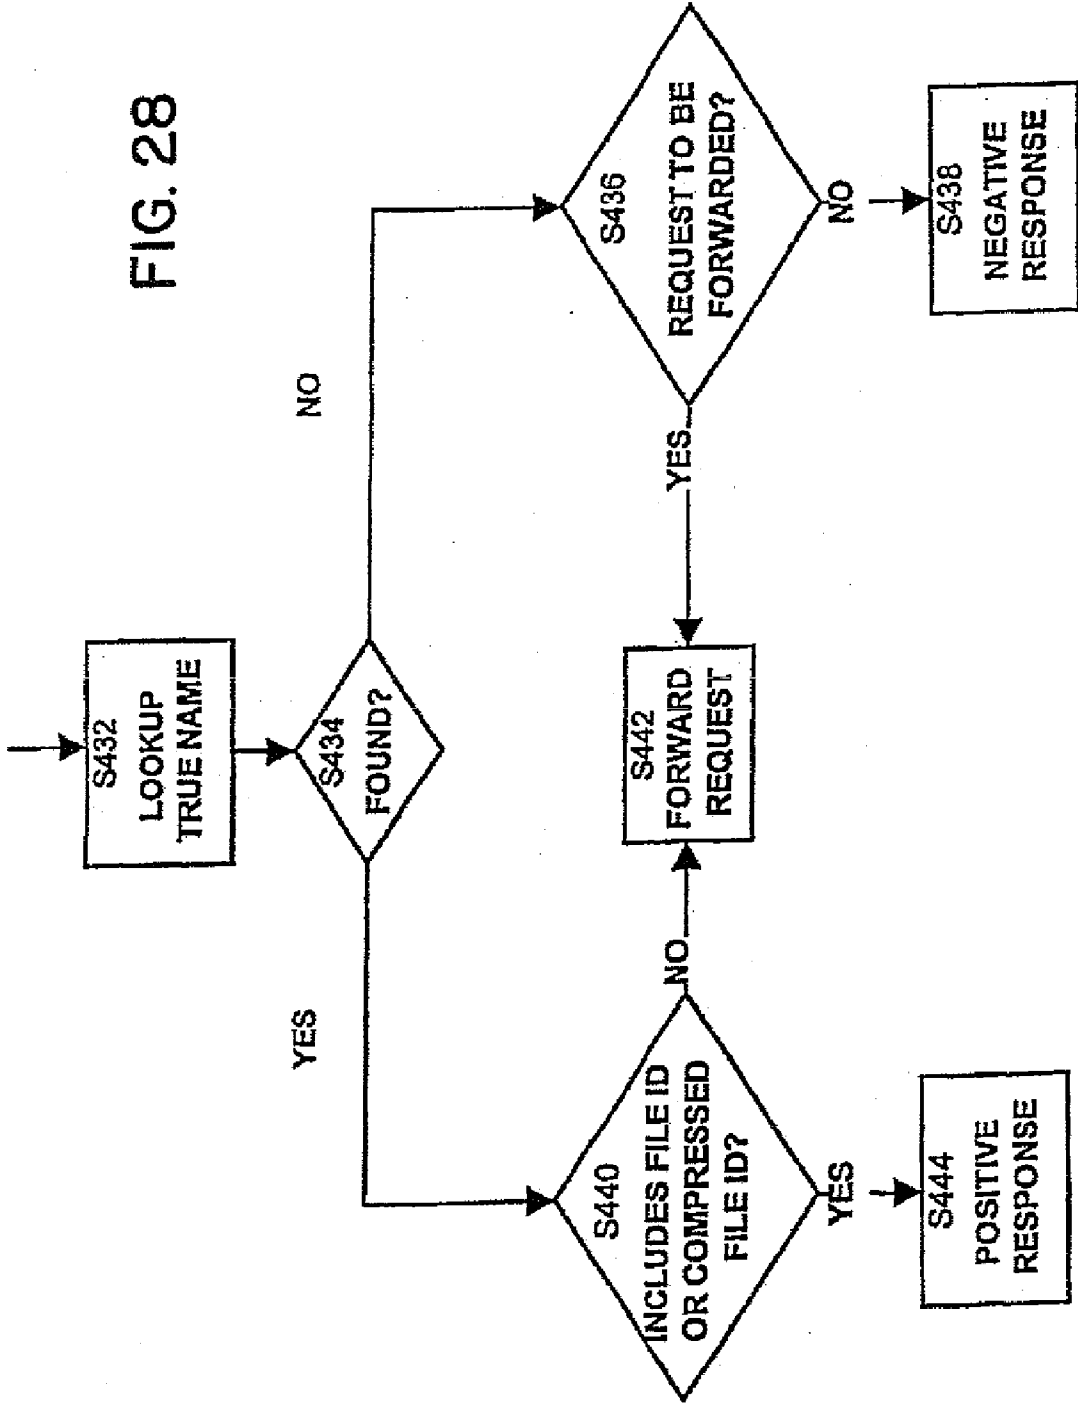 FIG. 28
S432
LOOKUP
TRUE NAME
S434
FOUND?
YES
NO
S440
INCLUDES FILE ID
OR COMPRESSED
FILE ID?
NO
YES
S442
FORWARD
REQUEST
S436
REQUEST TO BE
FORWARDED?
YES
NO
S444
POSITIVE
RESPONSE
S438
NEGATIVE
RESPONSE